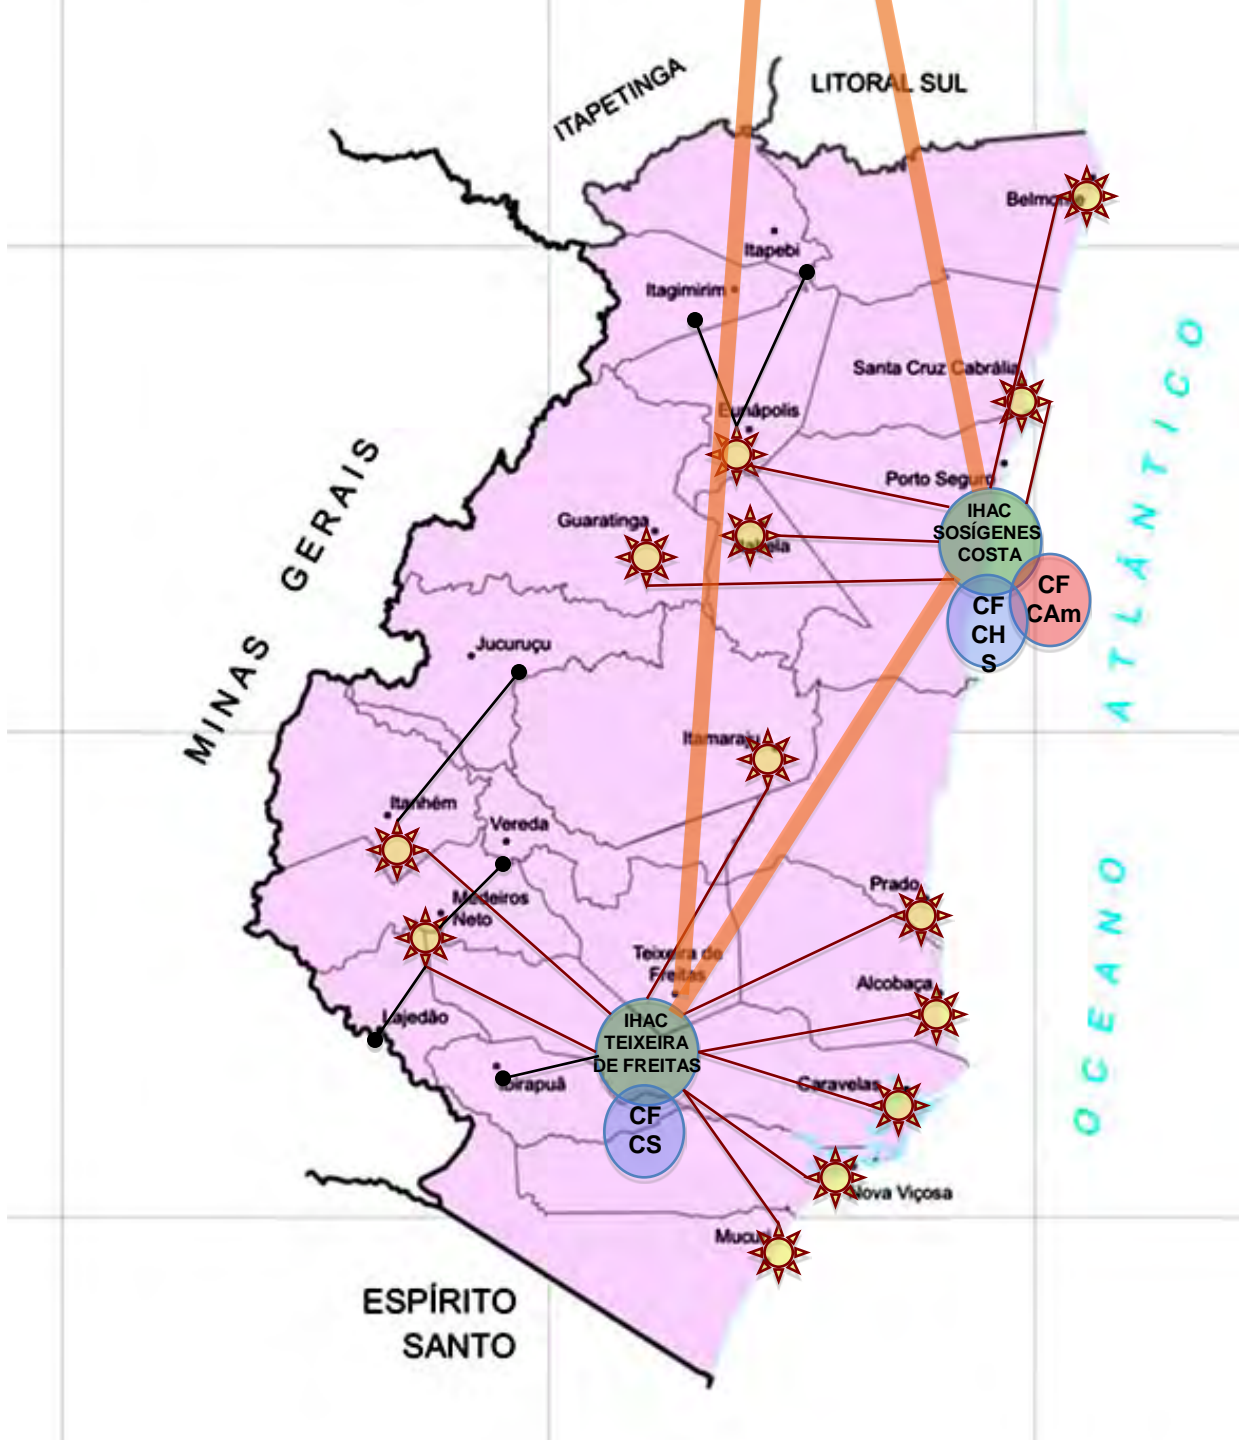 ITAPETINGA
LITORAL SUL
Belmonte
Itapebi
Itagimirim
Santa Cruz Cabrália
Eunápolis
Porto Seguro
Guaratinga
IHAC
SOSÍGENES
COSTA
CF
CAm
CF
CH
S
MINAS GERAIS
OCEANO ATLÂNTICO
Jucuruçu
Itamaraju
Itanhém
Vereda
Medeiros
Neto
Prado
Teixeira de
Freitas
Alcobaça
Lajedão
IHAC
TEIXEIRA
DE FREITAS
Ibirapuã
Caravelas
CF
CS
Nova Viçosa
Mucuri
ESPÍRITO
SANTO